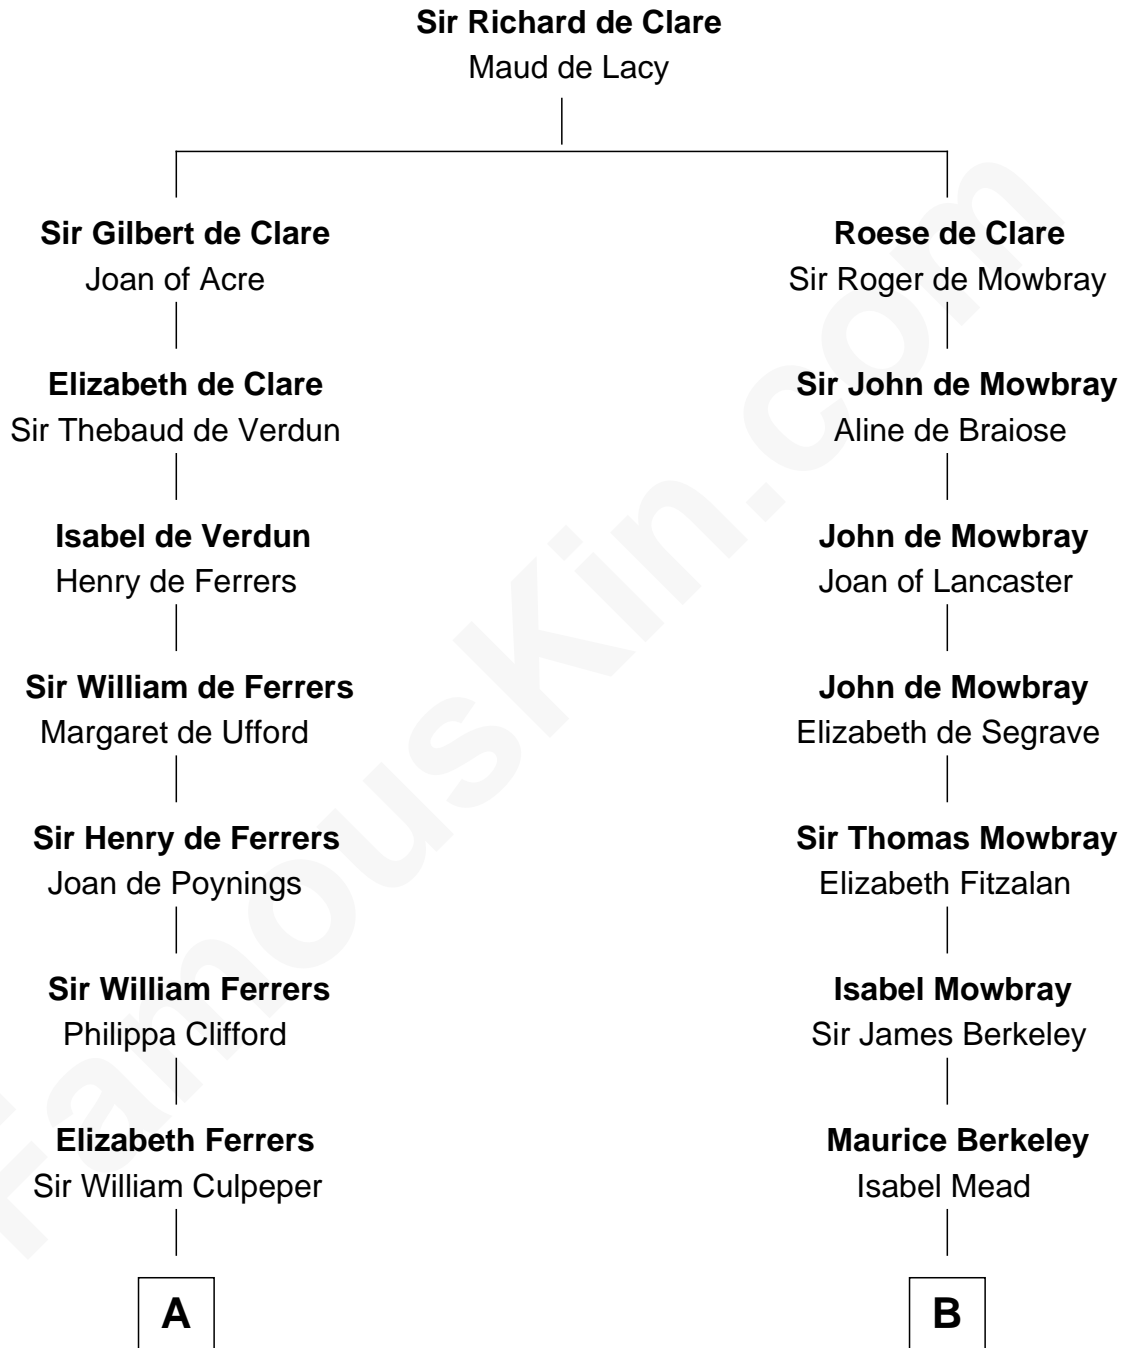 Sir Richard de Clare
Maud de Lacy
Sir Gilbert de Clare
Joan of Acre
Roese de Clare
Sir Roger de Mowbray
Elizabeth de Clare
Sir Thebaud de Verdun
Sir John de Mowbray
Aline de Braiose
Isabel de Verdun
Henry de Ferrers
John de Mowbray
Joan of Lancaster
Sir William de Ferrers
Margaret de Ufford
John de Mowbray
Elizabeth de Segrave
Sir Henry de Ferrers
Joan de Poynings
Sir Thomas Mowbray
Elizabeth Fitzalan
Sir William Ferrers
Philippa Clifford
Isabel Mowbray
Sir James Berkeley
Elizabeth Ferrers
Sir William Culpeper
Maurice Berkeley
Isabel Mead
A
B
FamousKin.com